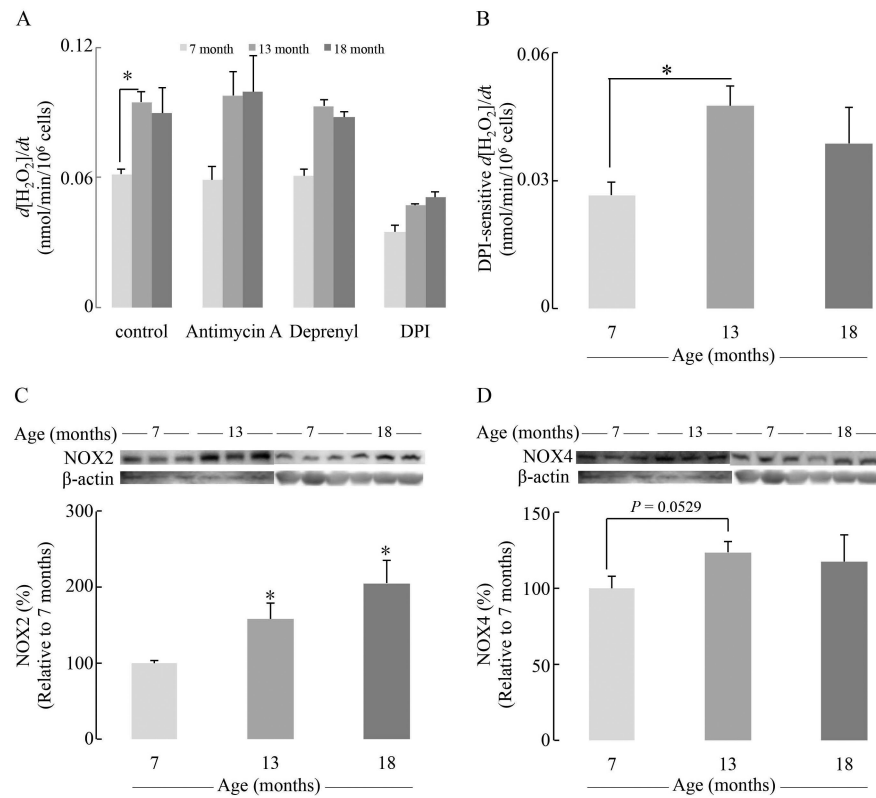 A
0.12
0.06
0
d[H₂O₂]/dt
(nmol/min/10⁶ cells)
7 month 13 month 18 month
*
control Antimycin A Deprenyl DPI
B
0.06
0.03
0
DPI-sensitive d[H₂O₂]/dt
(nmol/min/10⁶ cells)
*
7 13 18
Age (months)
C
Age (months) 7 13 7 18
NOX2
β-actin
300
200
100
0
NOX2 (%)
(Relative to 7 months)
* *
7 13 18
Age (months)
D
Age (months) 7 13 7 18
NOX4
β-actin
150
100
50
0
NOX4 (%)
(Relative to 7 months)
P = 0.0529
7 13 18
Age (months)